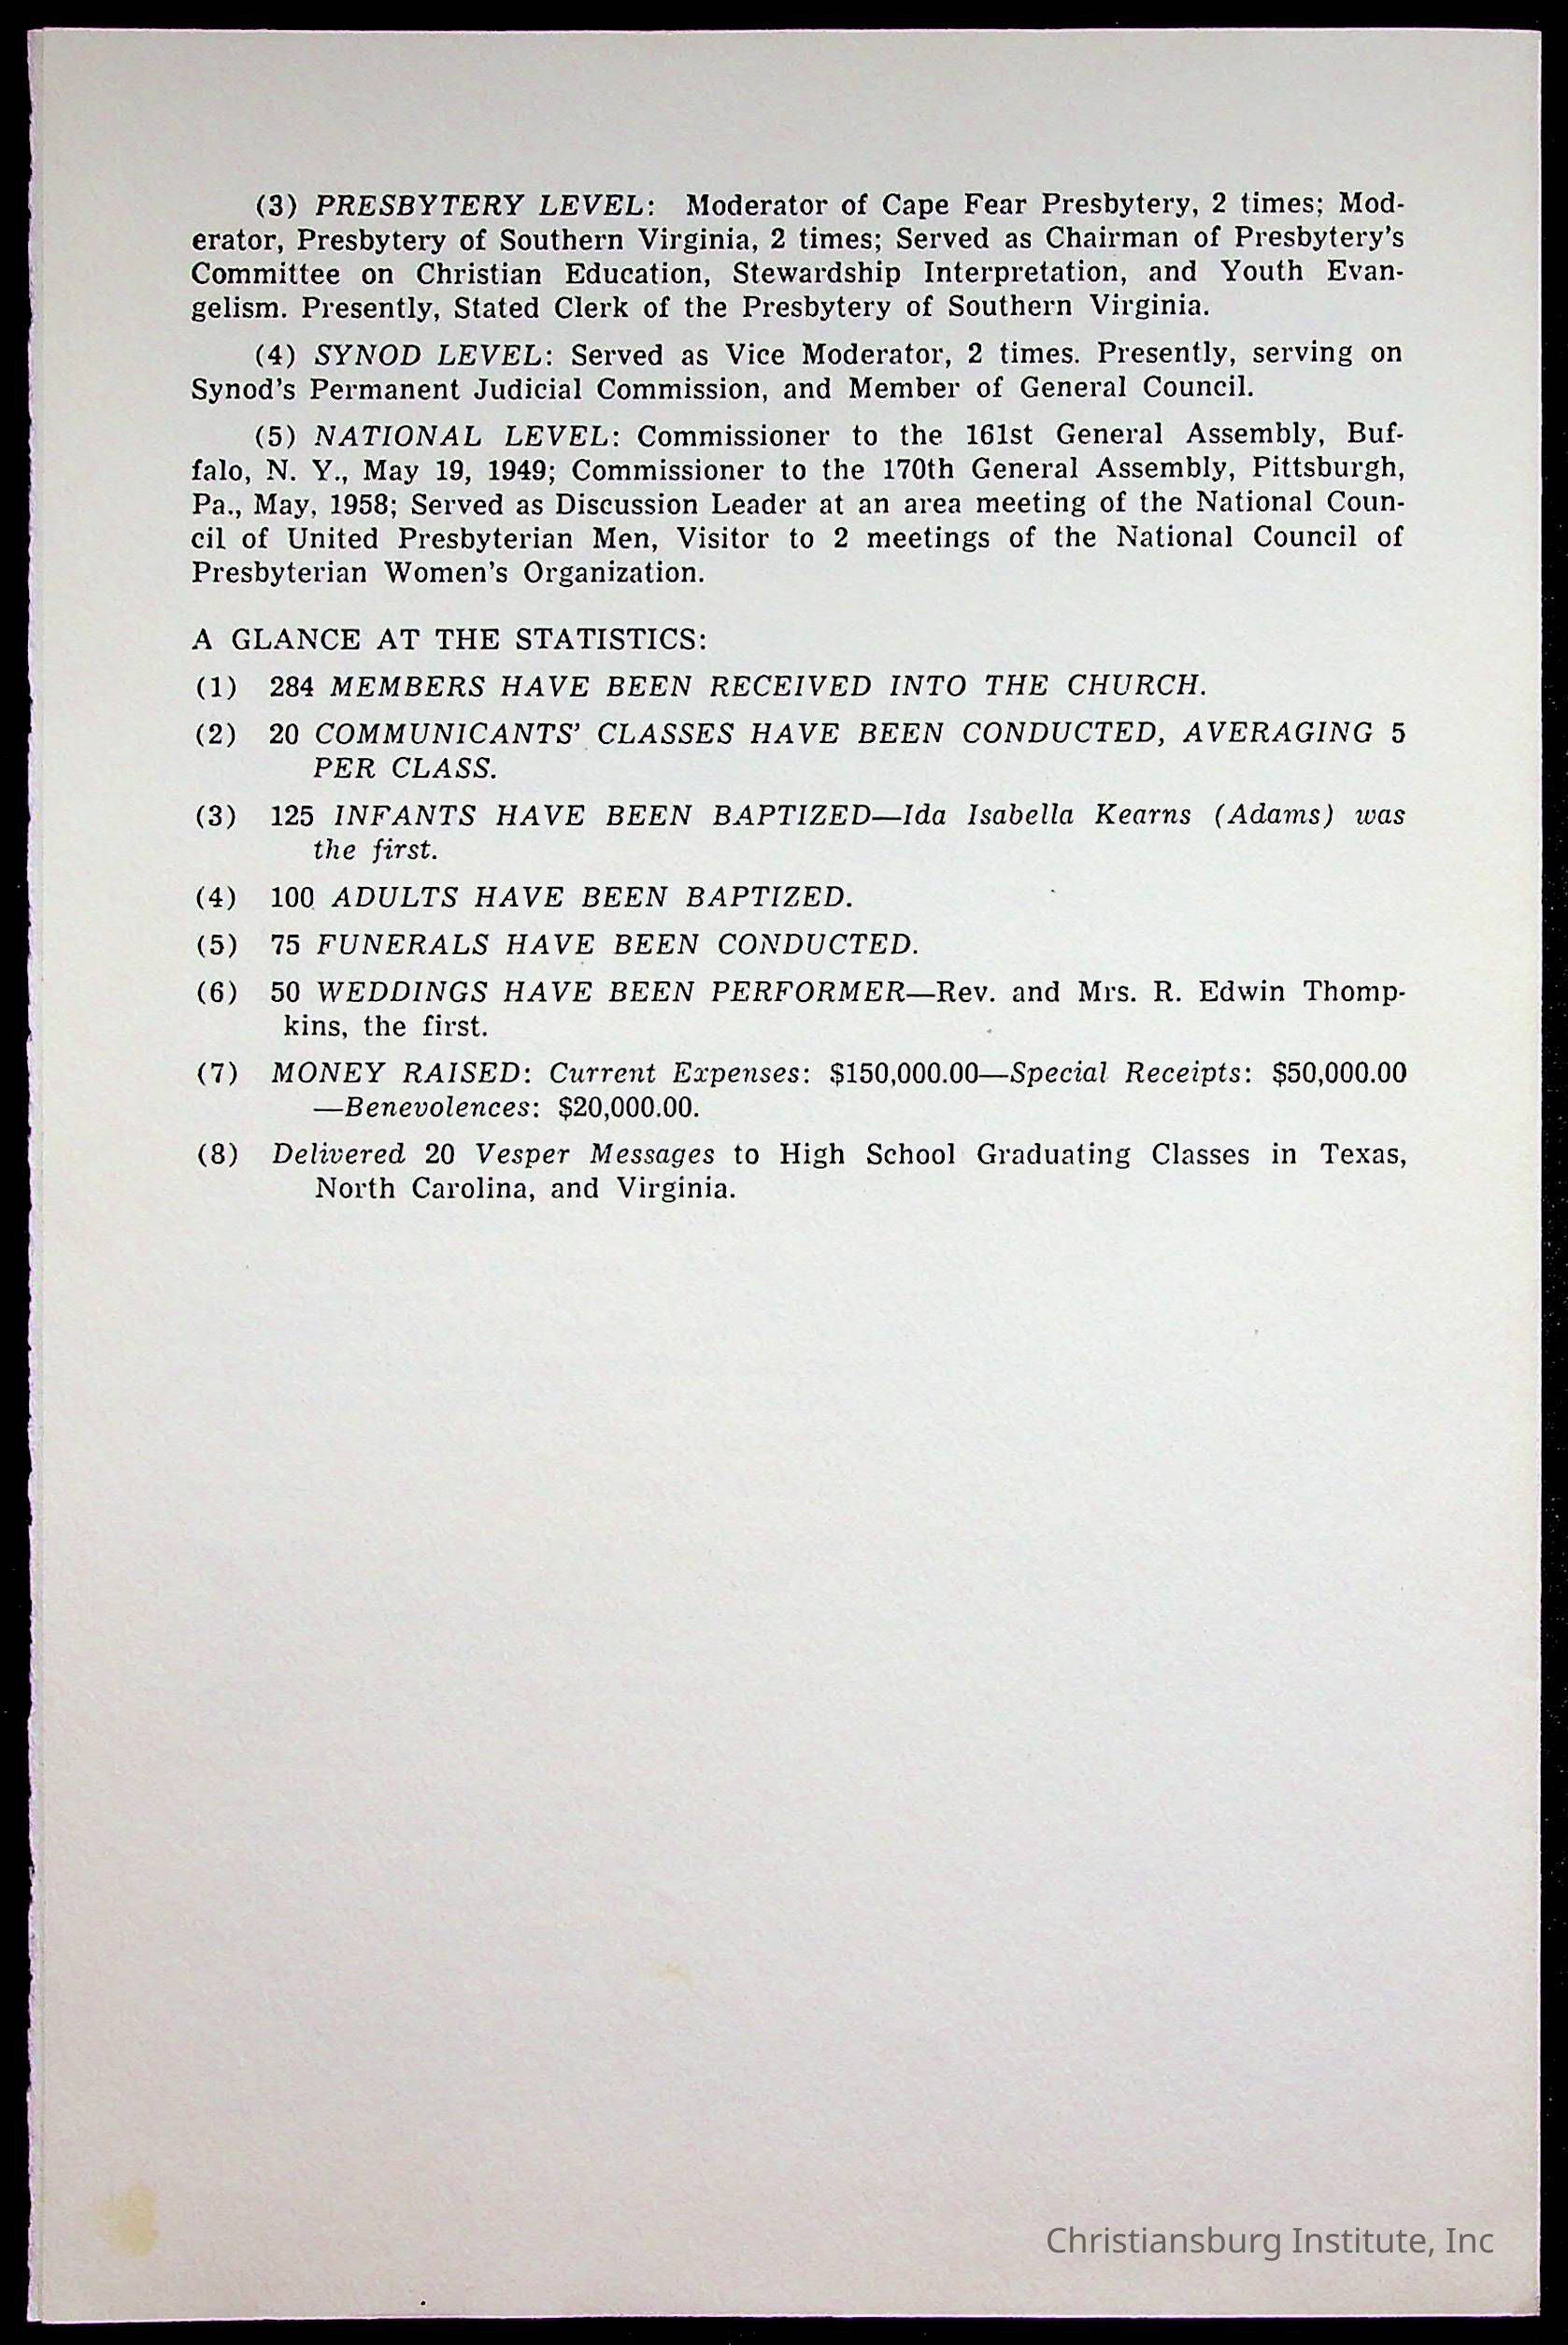 (3) PRESBYTERY LEVEL: Moderator of Cape Fear Presbytery, 2 times; Mod-
erator, Presbytery of Southern Virginia, 2 times; Served as Chairman of Presbytery's
Committee on Christian Education, Stewardship Interpretation, and Youth Evan-
gelism. Presently, Stated Clerk of the Presbytery of Southern Virginia.
(4) SYNOD LEVEL: Served as Vice Moderator, 2 times. Presently, serving on
Synod's Permanent Judicial Commission, and Member of General Council.
(5) NATIONAL LEVEL: Commissioner to the 161st General Assembly, Buf-
falo, N. Y., May 19, 1949; Commissioner to the 170th General Assembly, Pittsburgh,
Pa., May, 1958; Served as Discussion Leader at an area meeting of the National Coun-
cil of United Presbyterian Men, Visitor to 2 meetings of the National Council of
Presbyterian Women's Organization.
A GLANCE AT THE STATISTICS:
(1) 284 MEMBERS HAVE BEEN RECEIVED INTO THE CHURCH.
(2) 20 COMMUNICANTS' CLASSES HAVE BEEN CONDUCTED, AVERAGING 5
PER CLASS.
(3) 125 INFANTS HAVE BEEN BAPTIZED—Ida Isabella Kearns (Adams) was
the first.
(4) 100 ADULTS HAVE BEEN BAPTIZED.
(5) 75 FUNERALS HAVE BEEN CONDUCTED.
(6) 50 WEDDINGS HAVE BEEN PERFORMER—Rev. and Mrs. R. Edwin Thomp-
kins, the first.
(7) MONEY RAISED: Current Expenses: $150,000.00—Special Receipts: $50,000.00
—Benevolences: $20,000.00.
(8) Delivered 20 Vesper Messages to High School Graduating Classes in Texas,
North Carolina, and Virginia.
Christiansburg Institute, Inc